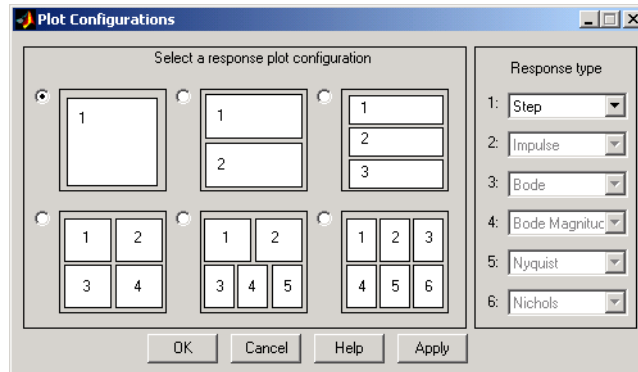 Plot Configurations
Select a response plot configuration
1
1
2
1
2
3
1 2
3 4
1 2
3 4 5
1 2 3
4 5 6
Response type
1: Step
2: Impulse
3: Bode
4: Bode Magnituc
5: Nyquist
6: Nichols
OK Cancel Help Apply